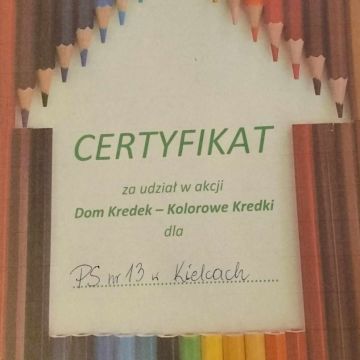 CERTYFIKAT
za udział w akcji
Dom Kredek – Kolorowe Kredki
dla
PS nr 13 w Kielcach